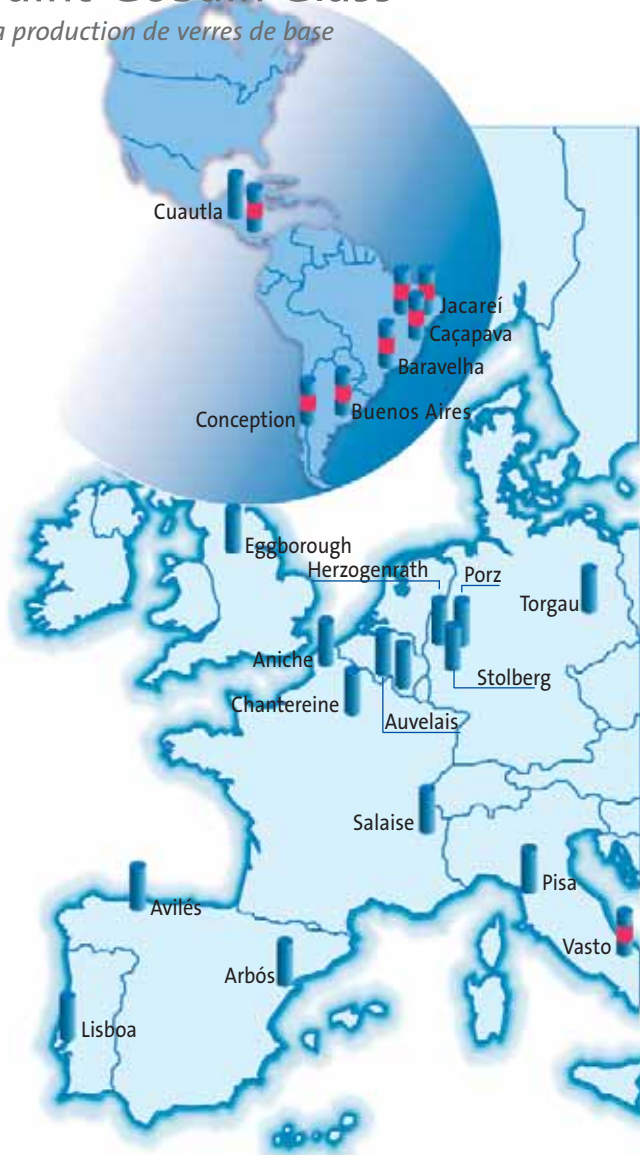 a production de verres de base
Cuautla
Jacareí
Caçapava
Baravelha
Buenos Aires
Conception
Eggborough
Herzogenrath
Porz
Torgau
Aniche
Stolberg
Chantereine
Auvelais
Salaise
Pisa
Avilés
Vasto
Arbós
Lisboa